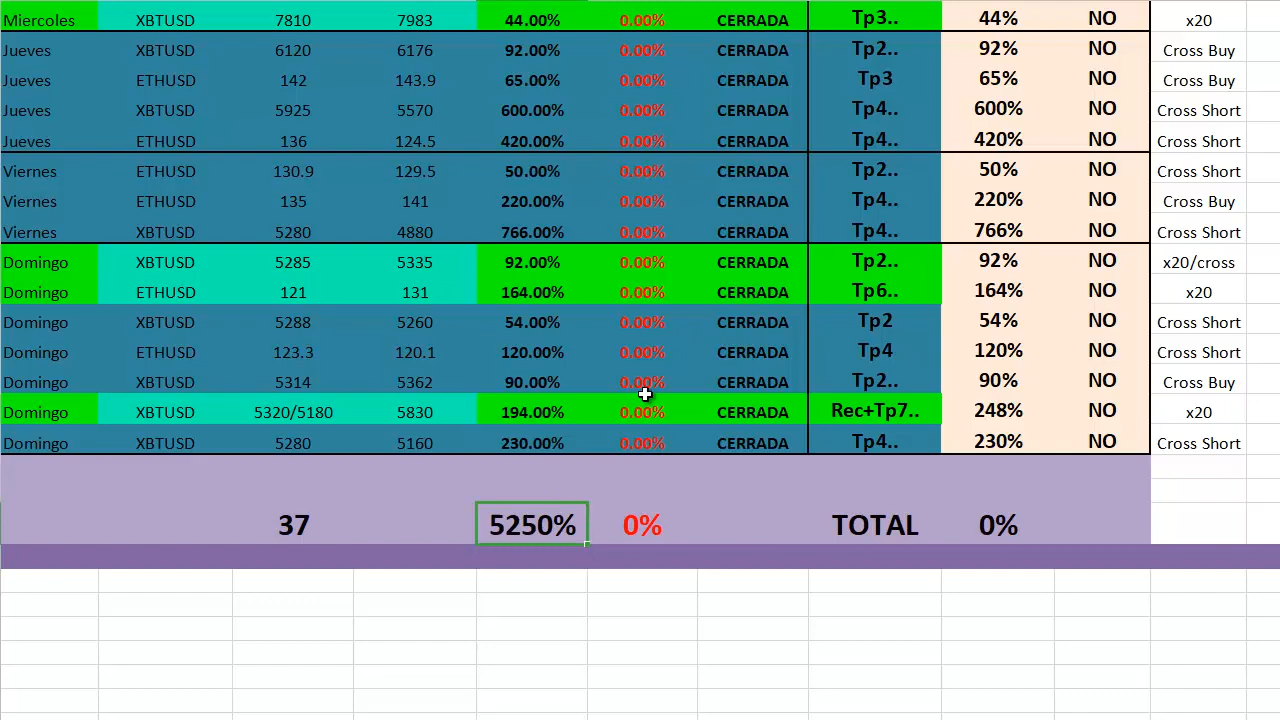 Miercoles XBTUSD 7810 7983 44.00% 0.00% CERRADA Tp3.. 44% NO x20
Jueves XBTUSD 6120 6176 92.00% 0.00% CERRADA Tp2.. 92% NO Cross Buy
Jueves ETHUSD 142 143.9 65.00% 0.00% CERRADA Tp3 65% NO Cross Buy
Jueves XBTUSD 5925 5570 600.00% 0.00% CERRADA Tp4.. 600% NO Cross Short
Jueves ETHUSD 136 124.5 420.00% 0.00% CERRADA Tp4.. 420% NO Cross Short
Viernes ETHUSD 130.9 129.5 50.00% 0.00% CERRADA Tp2.. 50% NO Cross Short
Viernes ETHUSD 135 141 220.00% 0.00% CERRADA Tp4.. 220% NO Cross Buy
Viernes XBTUSD 5280 4880 766.00% 0.00% CERRADA Tp4.. 766% NO Cross Short
Domingo XBTUSD 5285 5335 92.00% 0.00% CERRADA Tp2.. 92% NO x20/cross
Domingo ETHUSD 121 131 164.00% 0.00% CERRADA Tp6.. 164% NO x20
Domingo XBTUSD 5288 5260 54.00% 0.00% CERRADA Tp2 54% NO Cross Short
Domingo ETHUSD 123.3 120.1 120.00% 0.00% CERRADA Tp4 120% NO Cross Short
Domingo XBTUSD 5314 5362 90.00% 0.00% CERRADA Tp2.. 90% NO Cross Buy
Domingo XBTUSD 5320/5180 5830 194.00% 0.00% CERRADA Rec+Tp7.. 248% NO x20
Domingo XBTUSD 5280 5160 230.00% 0.00% CERRADA Tp4.. 230% NO Cross Short
37 5250% 0% TOTAL 0%